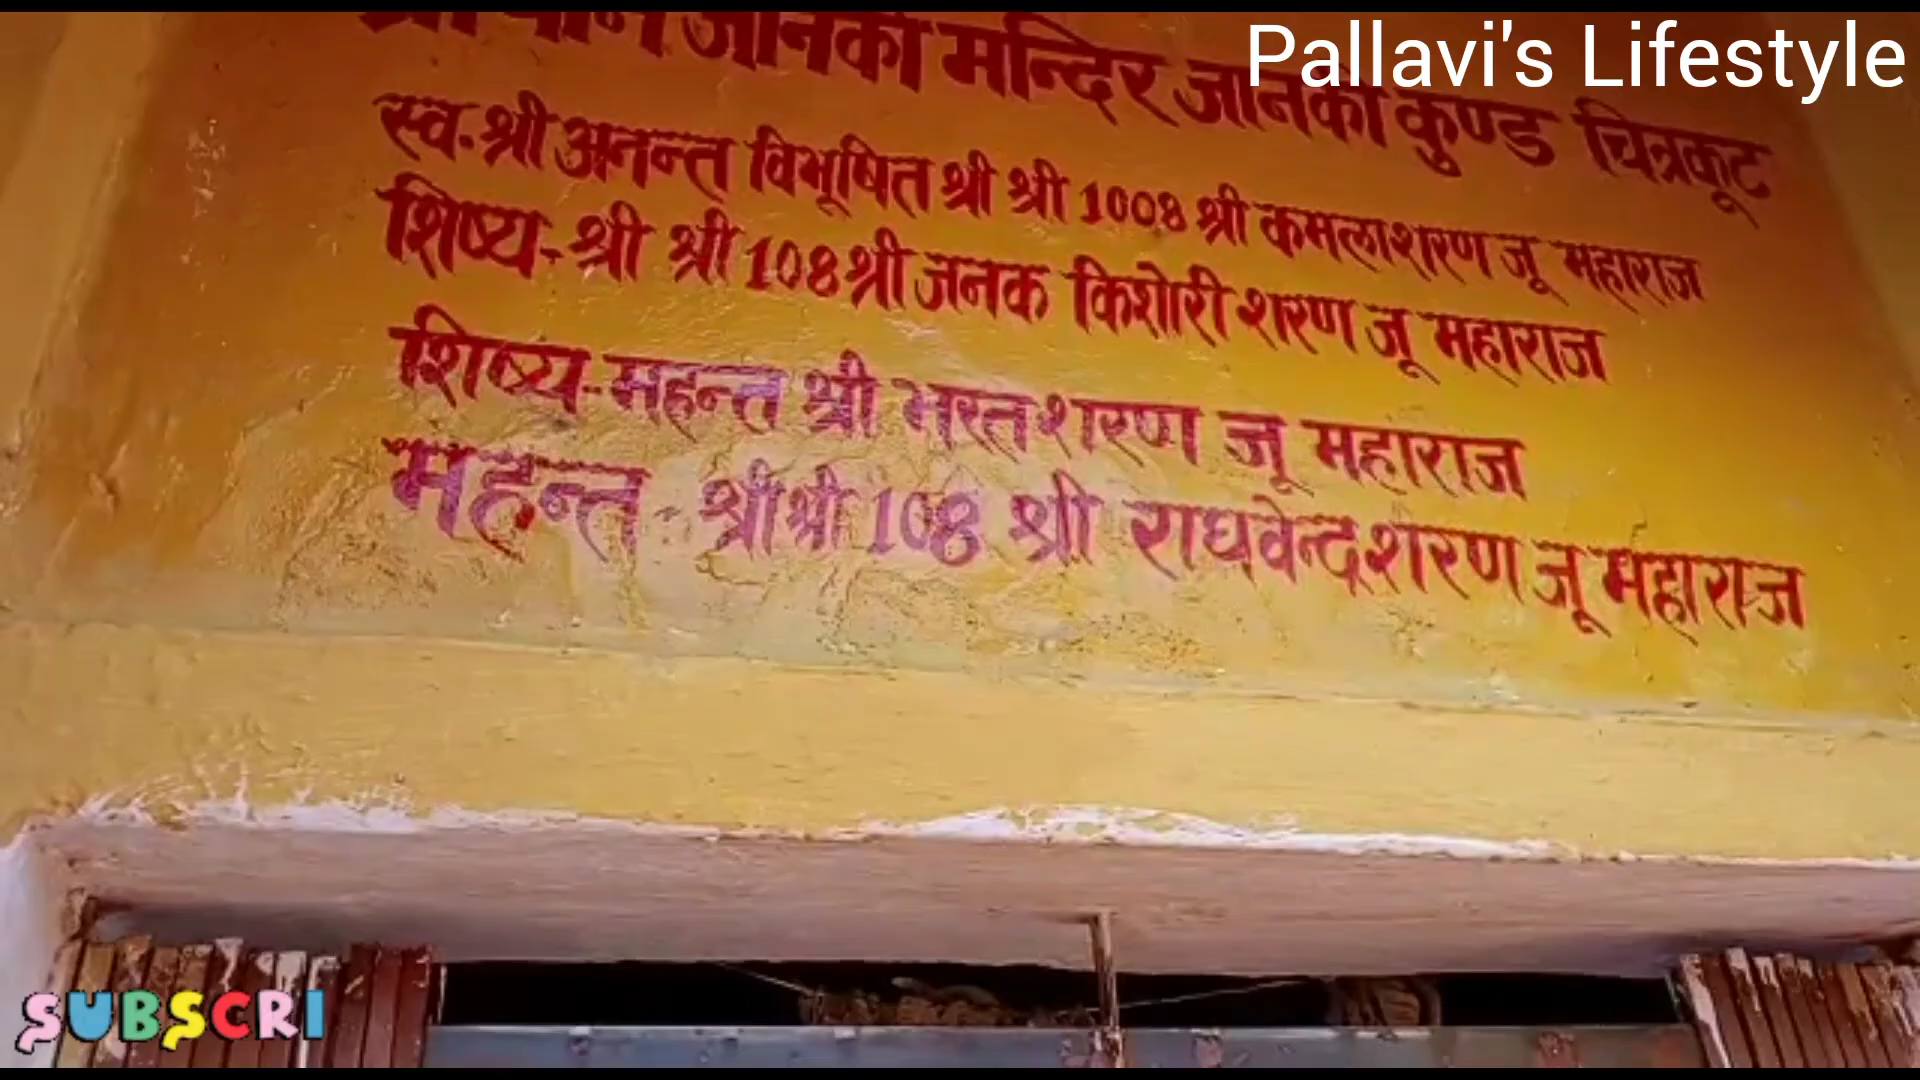 Pallavi's Lifestyle
जानकी मन्दिर जानकी कुण्ड चित्रकूट
स्व. श्री अनन्त विभूषित श्री श्री 1008 श्री कमलाशरण जू महाराज
शिष्य- श्री श्री 108 श्री जनक किशोरी शरण जू महाराज
शिष्य- महन्त श्री भरतशरण जू महाराज
महन्त- श्री श्री 108 श्री राघवेन्द्रशरण जू महाराज
SUBSCRI